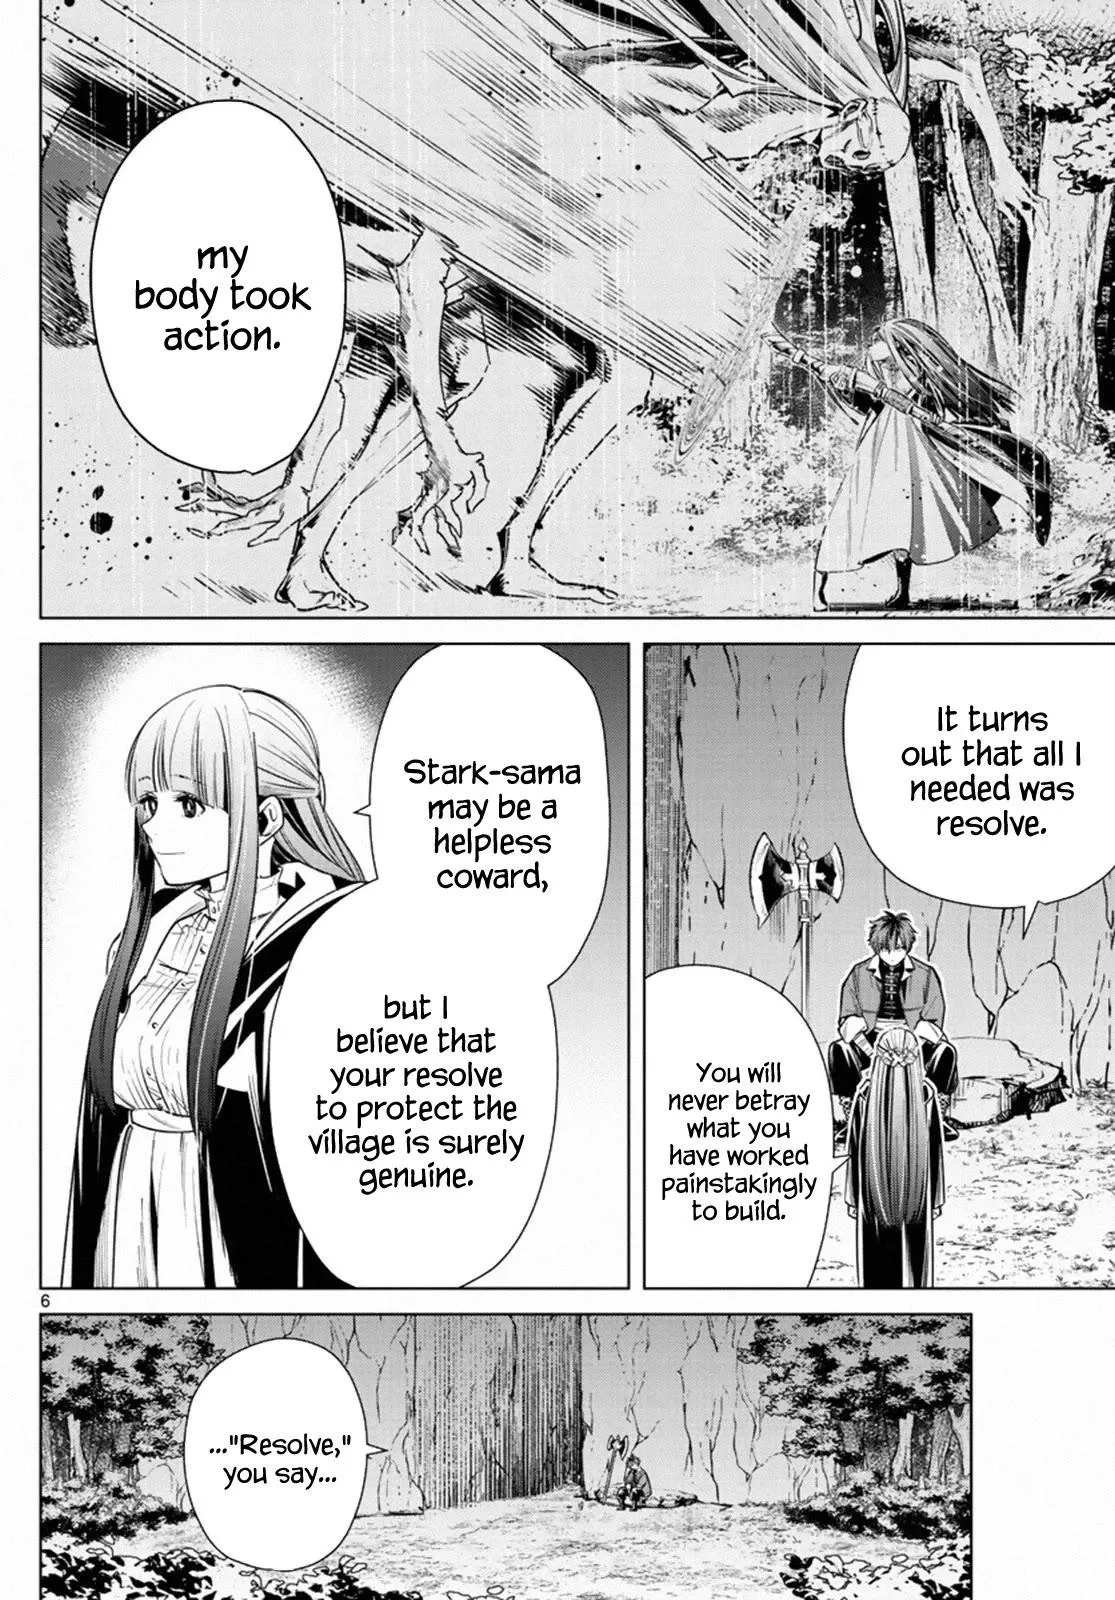 my
body took
action.
It turns
out that all I
needed was
resolve.
You will
never betray
what you
have worked
painstakingly
to build.
Stark-sama
may be a
helpless
coward,
but I
believe that
your resolve
to protect the
village is surely
genuine.
6
..."Resolve,"
you say...